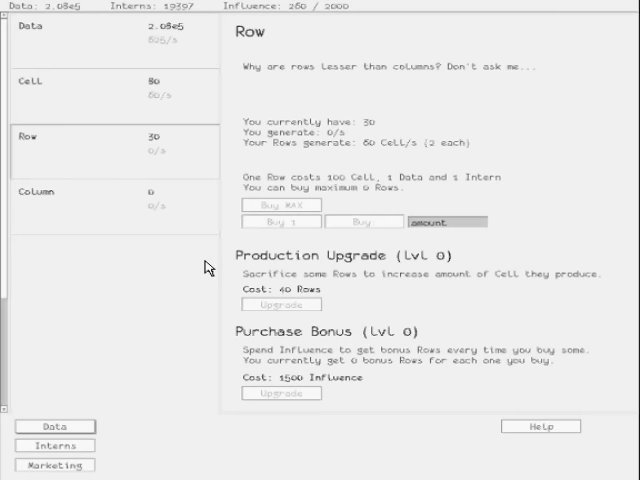 Data: 2.08e5 Interns: 19397 Influence: 260 / 2000
Data 2.08e5
625/s
Cell 80
60/s
Row 30
0/s
Column 0
0/s
Row
Why are rows lesser than columns? Don't ask me...
You currently have: 30
You generate: 0/s
Your Rows generate: 60 Cell/s (2 each)
One Row costs 100 Cell, 1 Data and 1 Intern
You can buy maximum 0 Rows.
Buy MAX
Buy 1 Buy amount
Production Upgrade (Lvl 0)
Sacrifice some Rows to increase amount of Cell they produce.
Cost: 40 Rows
Upgrade
Purchase Bonus (Lvl 0)
Spend Influence to get bonus Rows every time you buy some.
You currently get 0 bonus Rows for each one you buy.
Cost: 1500 Influence
Upgrade
Data
Interns
Marketing
Help